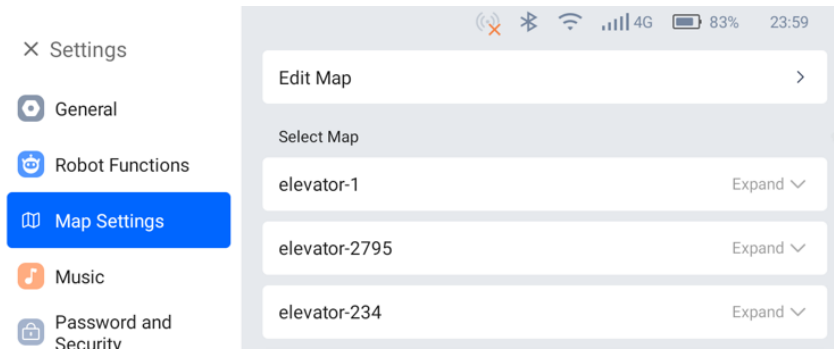 4G 83% 23:59
Settings
General
Robot Functions
Map Settings
Music
Password and
Security
Edit Map
Select Map
elevator-1 Expand
elevator-2795 Expand
elevator-234 Expand